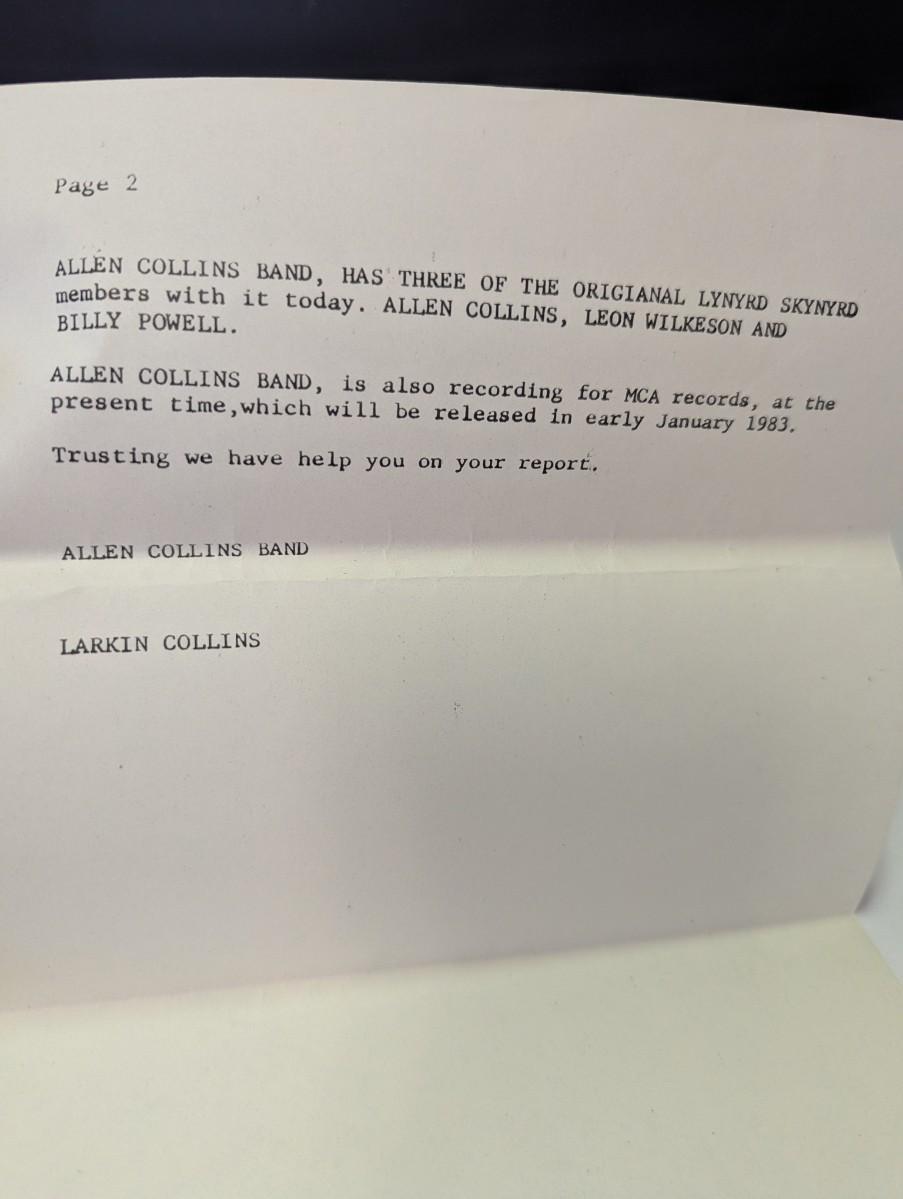 Page 2
ALLEN COLLINS BAND, HAS THREE OF THE ORIGIANAL LYNYRD SKYNYRD
members with it today. ALLEN COLLINS, LEON WILKESON AND
BILLY POWELL.
ALLEN COLLINS BAND, is also recording for MCA records, at the
present time,which will be released in early January 1983.
Trusting we have help you on your report.
ALLEN COLLINS BAND
LARKIN COLLINS